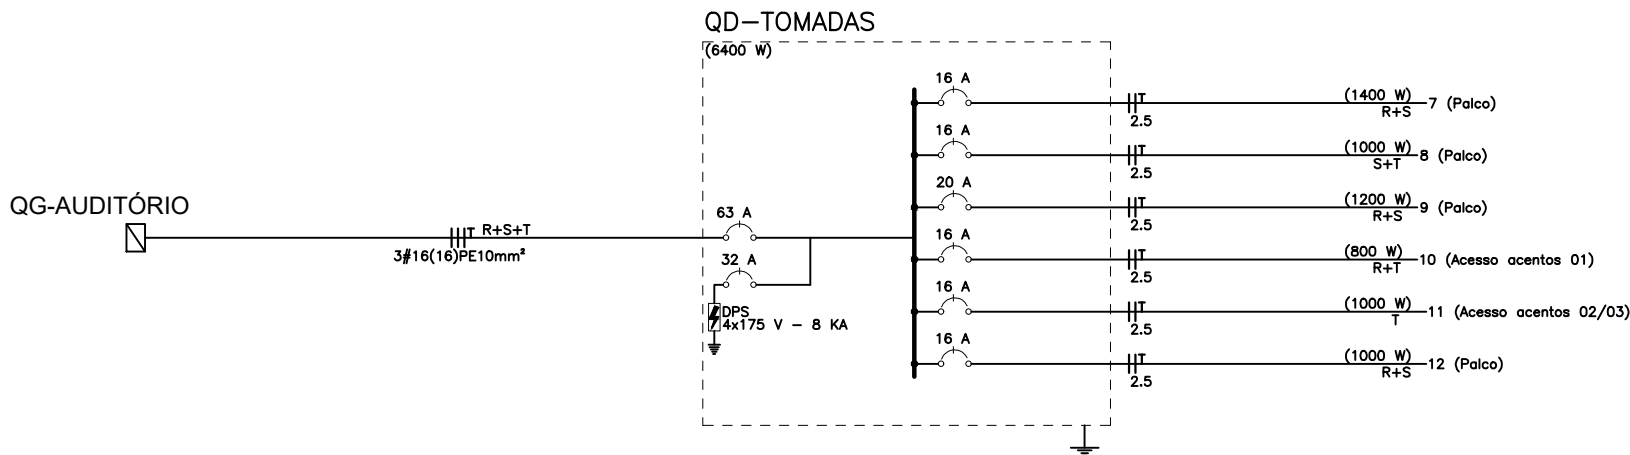 QD-TOMADAS
(6400 W)
QG-AUDITÓRIO
T R+S+T
3#16(16)PE10mm²
63 A
32 A
DPS
4x175 V - 8 KA
16 A
T
2.5
(1400 W)
R+S
7 (Palco)
16 A
T
2.5
(1000 W)
S+T
8 (Palco)
20 A
T
2.5
(1200 W)
R+S
9 (Palco)
16 A
T
2.5
(800 W)
R+T
10 (Acesso acentos 01)
16 A
T
2.5
(1000 W)
T
11 (Acesso acentos 02/03)
16 A
T
2.5
(1000 W)
R+S
12 (Palco)